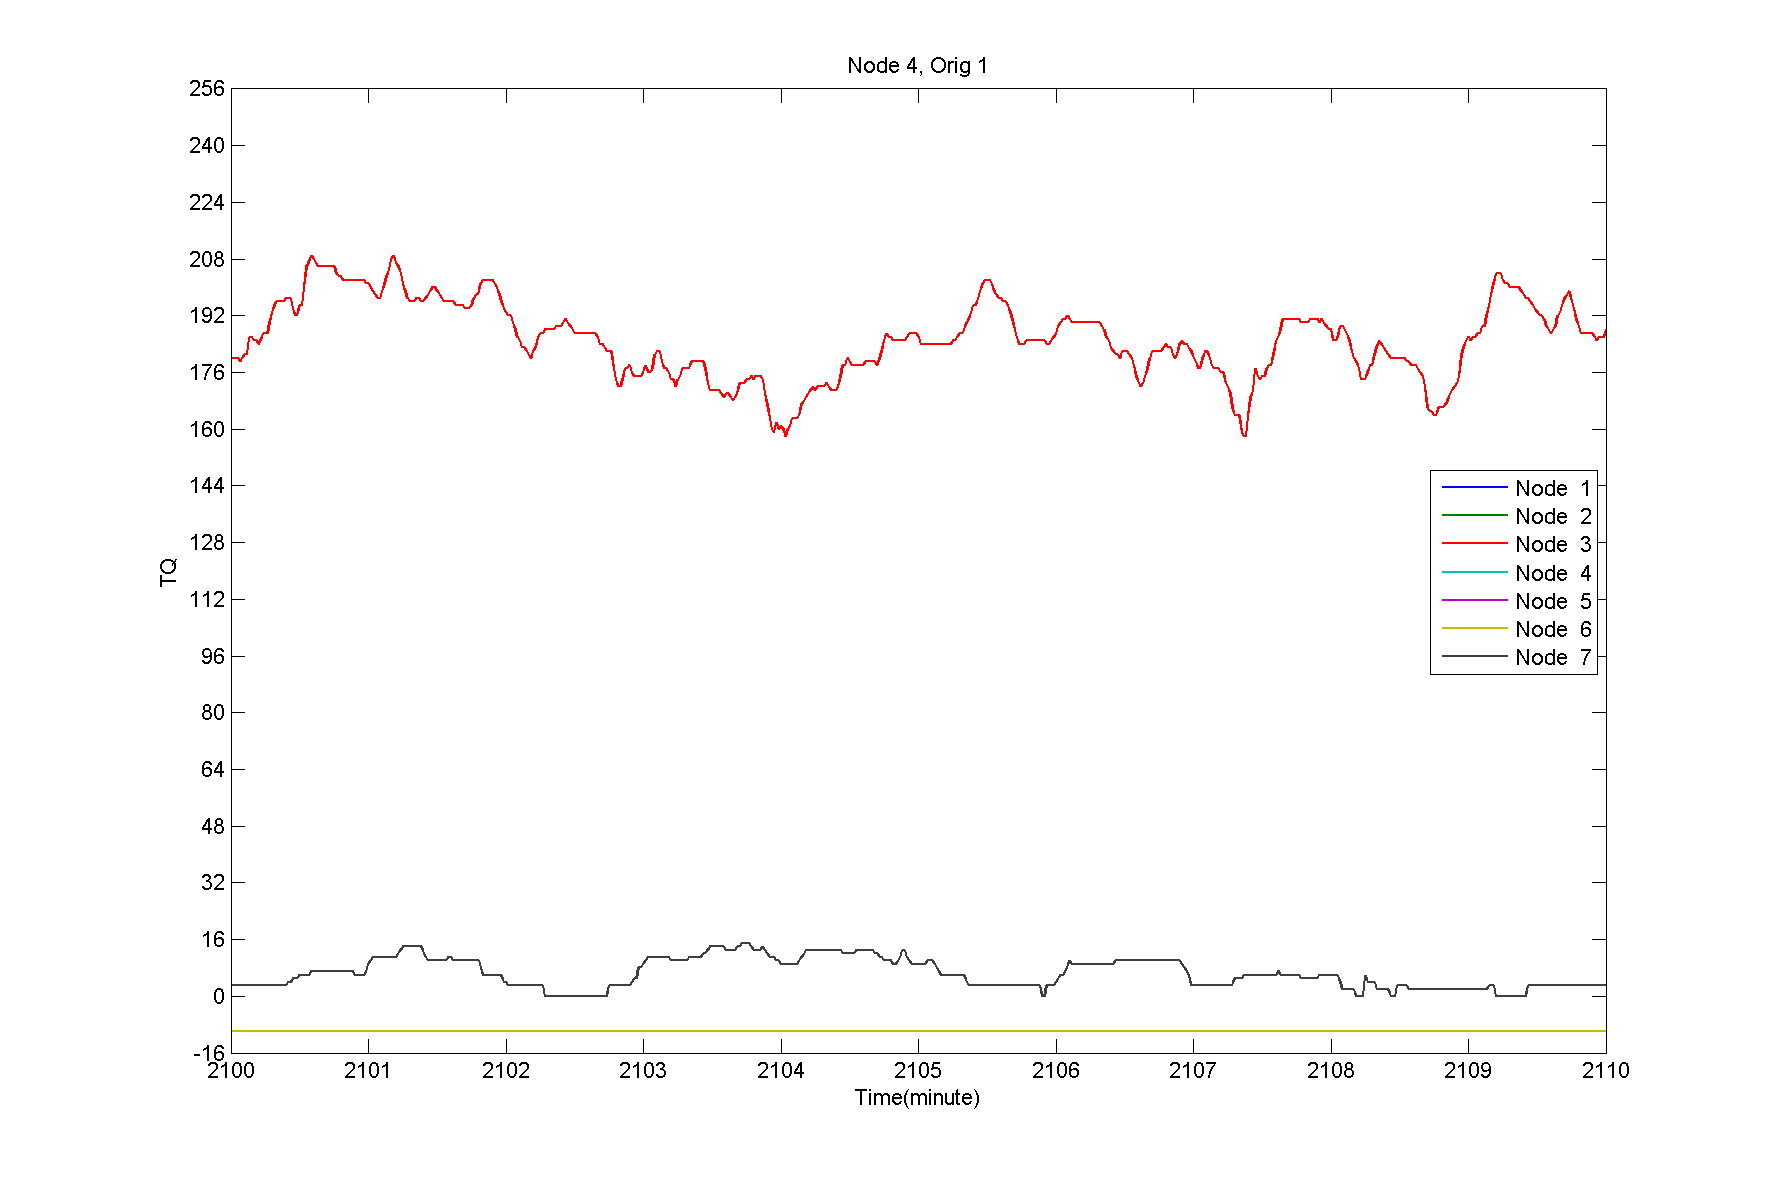 Node 4, Orig 1
256
240
224
208
192
176
160
144
128
112
96
80
64
48
32
16
0
-16
TQ
Node 1
Node 2
Node 3
Node 4
Node 5
Node 6
Node 7
2100 2101 2102 2103 2104 2105 2106 2107 2108 2109 2110
Time(minute)